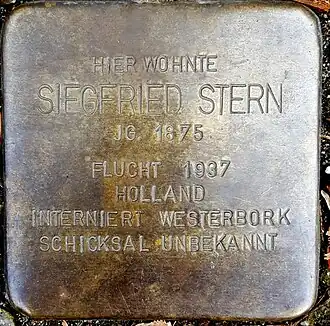 HIER WOHNTE
SIEGFRIED STERN
JG. 1875
FLUCHT 1937
HOLLAND
INTERNIERT WESTERBORK
SCHICKSAL UNBEKANNT